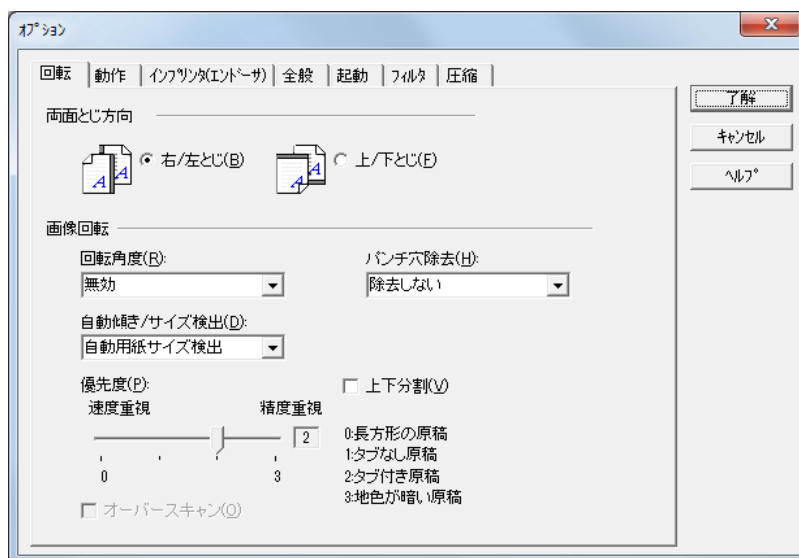 オプション
回転 動作 インプリンタ(エンドーサ) 全般 起動 フィルタ 圧縮
了解
キャンセル
ヘルプ
両面とじ方向
右/左とじ(B) 上/下とじ(F)
画像回転
回転角度(R): パンチ穴除去(H):
無効 除去しない
自動傾き/サイズ検出(D):
自動用紙サイズ検出
優先度(P): 上下分割(V)
速度重視 精度重視
2
0 3
0:長方形の原稿
1:タブなし原稿
2:タブ付き原稿
3:地色が暗い原稿
オーバースキャン(O)